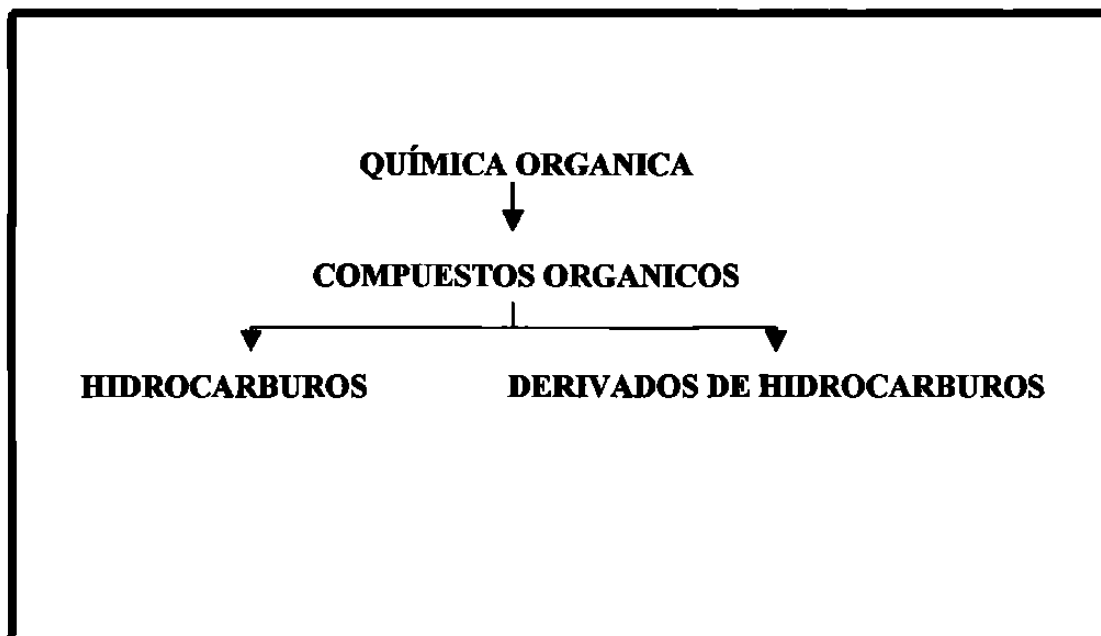 QUÍMICA ORGANICA
COMPUESTOS ORGANICOS
HIDROCARBUROS
DERIVADOS DE HIDROCARBUROS